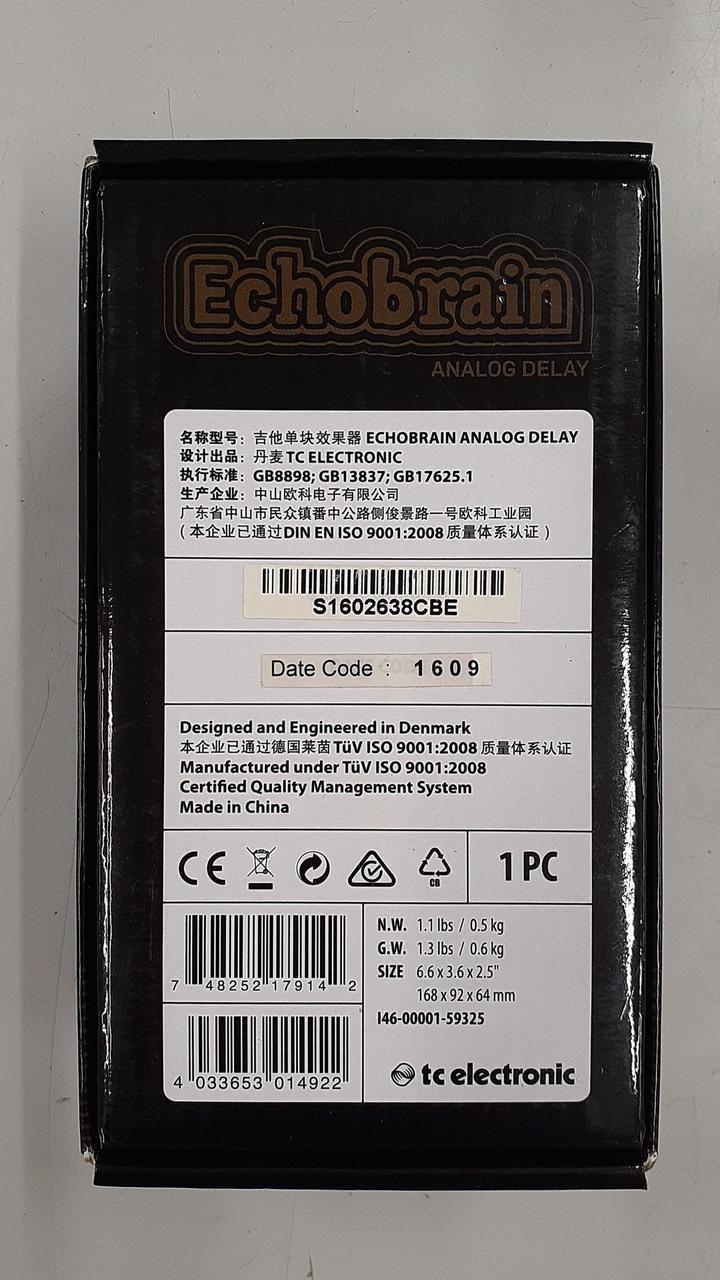 Echobrain
ANALOG DELAY
名称型号：吉他单块效果器 ECHOBRAIN ANALOG DELAY
设计出品：丹麦 TC ELECTRONIC
执行标准：GB8898; GB13837; GB17625.1
生产企业：中山欧科电子有限公司
广东省中山市民众镇番中公路侧俊景路一号欧科工业园
（本企业已通过DIN EN ISO 9001:2008 质量体系认证）
S1602638CBE
Date Code : 1609
Designed and Engineered in Denmark
本企业已通过德国莱茵 TüV ISO 9001:2008 质量体系认证
Manufactured under TüV ISO 9001:2008
Certified Quality Management System
Made in China
CE
CB
1 PC
7 48252 17914 2
4 033653 014922
N.W. 1.1 lbs / 0.5 kg
G.W. 1.3 lbs / 0.6 kg
SIZE 6.6 x 3.6 x 2.5"
168 x 92 x 64 mm
I46-00001-59325
tc electronic